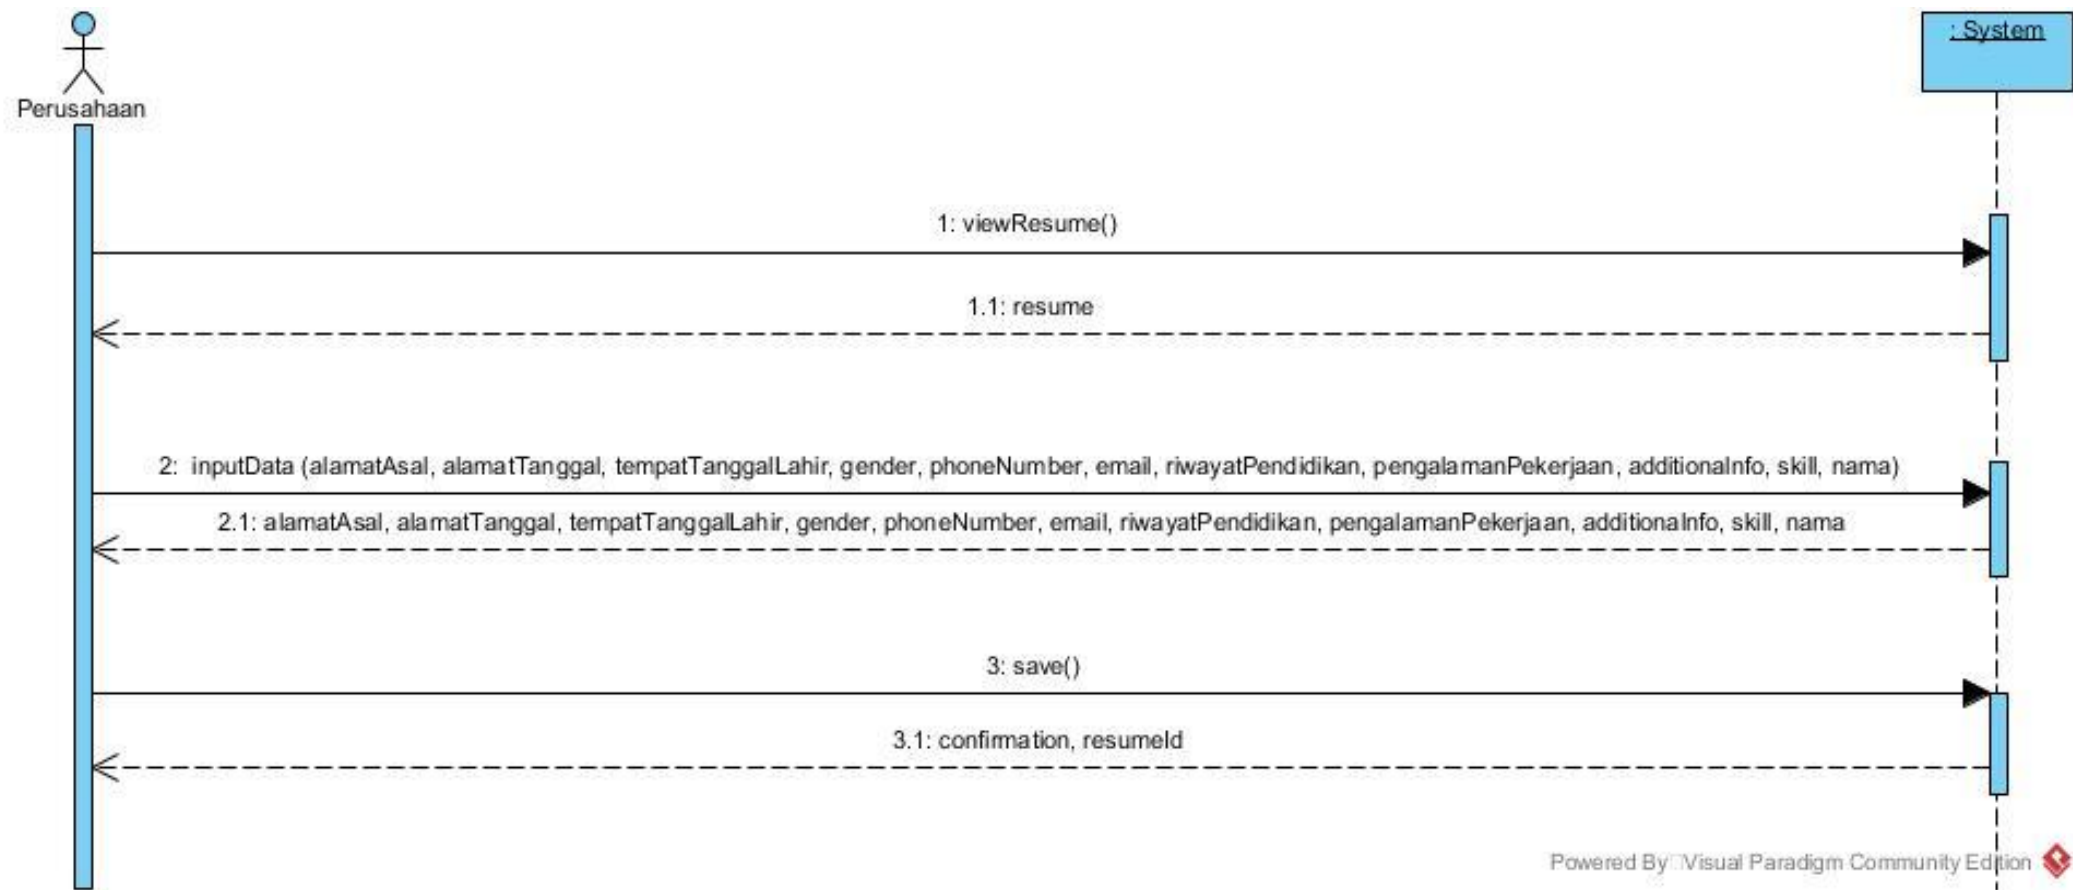 : System
Perusahaan
1: viewResume()
1.1: resume
2: inputData (alamatAsal, alamatTanggal, tempatTanggalLahir, gender, phoneNumber, email, riwayatPendidikan, pengalamanPekerjaan, additionalInfo, skill, nama)
2.1: alamatAsal, alamatTanggal, tempatTanggalLahir, gender, phoneNumber, email, riwayatPendidikan, pengalamanPekerjaan, additionalInfo, skill, nama
3: save()
3.1: confirmation, resumeId
Powered By Visual Paradigm Community Edition